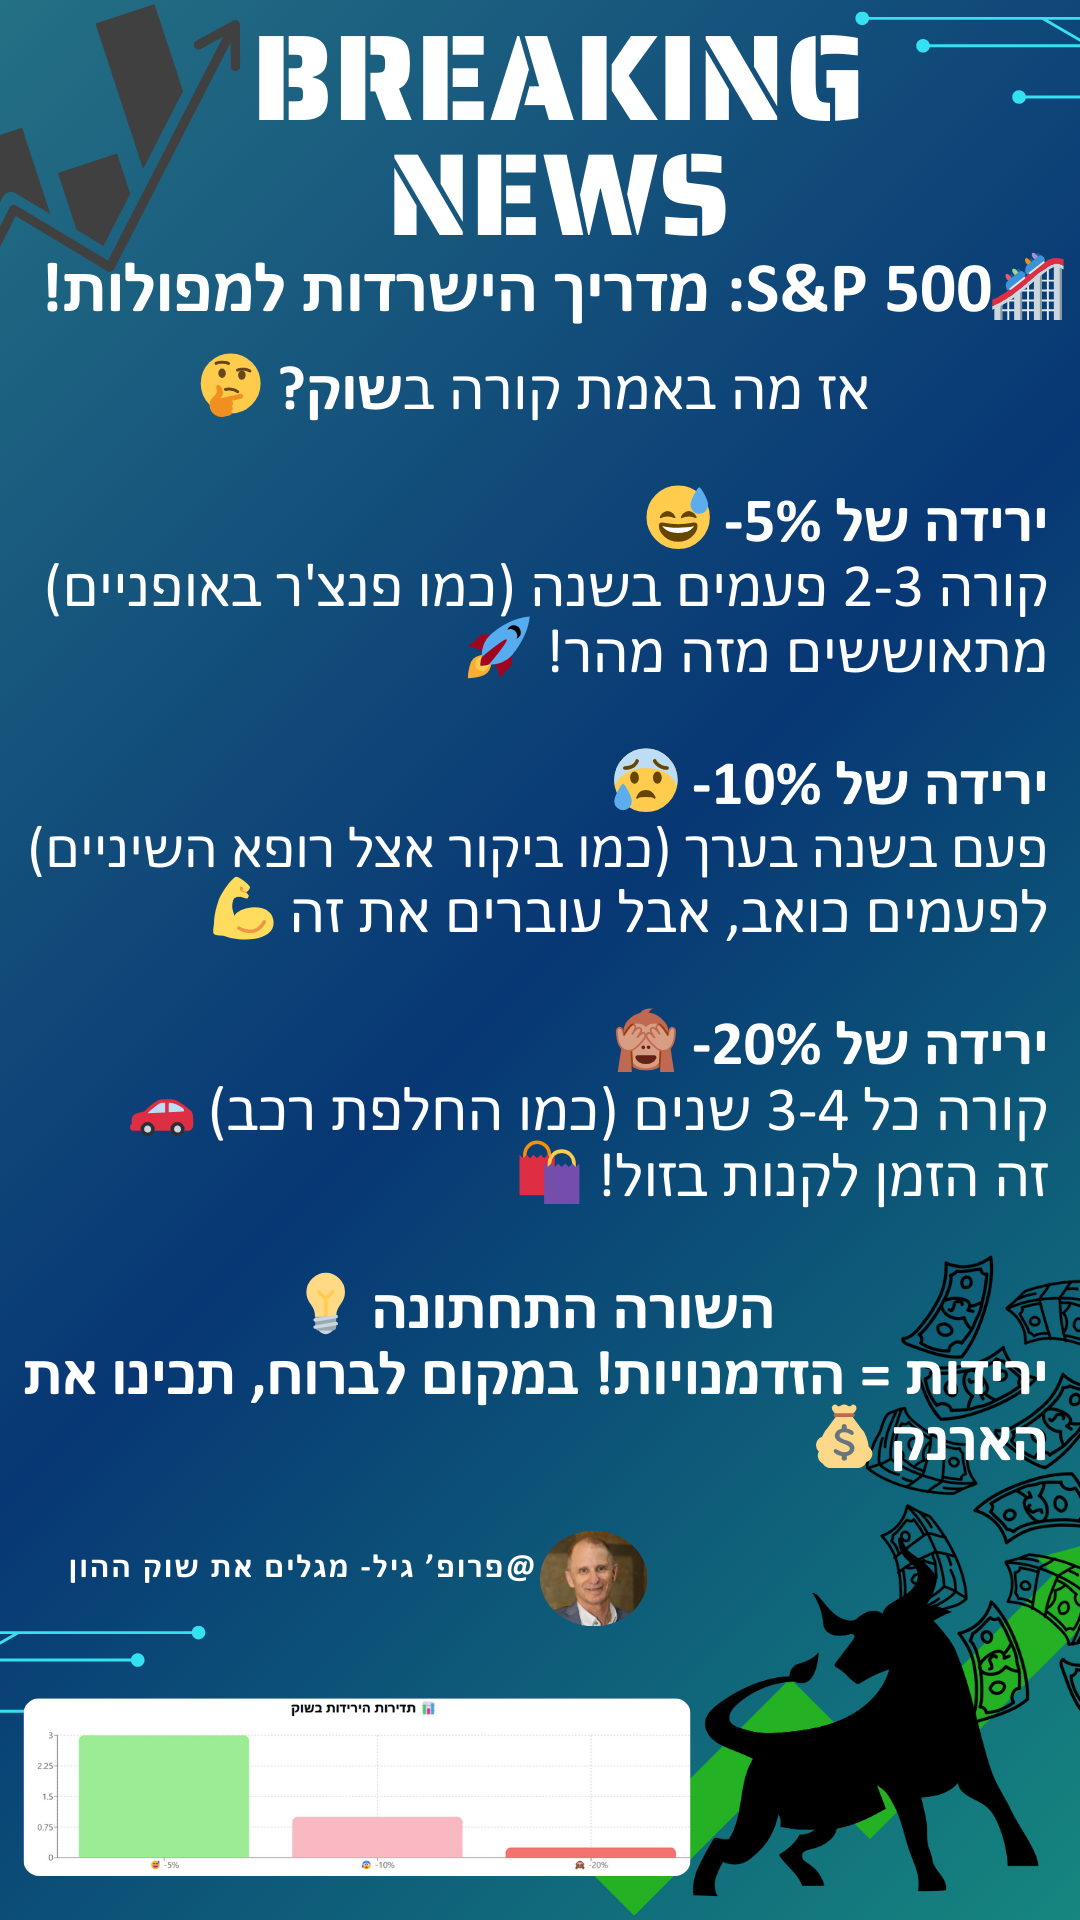 BREAKING
NEWS
🎢S&P 500: מדריך הישרדות למפולות!
אז מה באמת קורה בשוק? 🤔
ירידה של 5%- 😅
קורה 2-3 פעמים בשנה (כמו פנצ'ר באופניים)
מתאוששים מזה מהר! 🚀
ירידה של 10%- 😰
פעם בשנה בערך (כמו ביקור אצל רופא השיניים)
לפעמים כואב, אבל עוברים את זה 💪
ירידה של 20%- 🙈
קורה כל 3-4 שנים (כמו החלפת רכב) 🚗
זה הזמן לקנות בזול! 🛍️
השורה התחתונה 💡
ירידות = הזדמנויות! במקום לברוח, תכינו את
הארנק 💰
@פרופ’ גיל- מגלים את שוק ההון
📊 תדירות הירידות בשוק
3
2.25
1.5
0.75
0
😅 -5%
😰 -10%
🙈 -20%